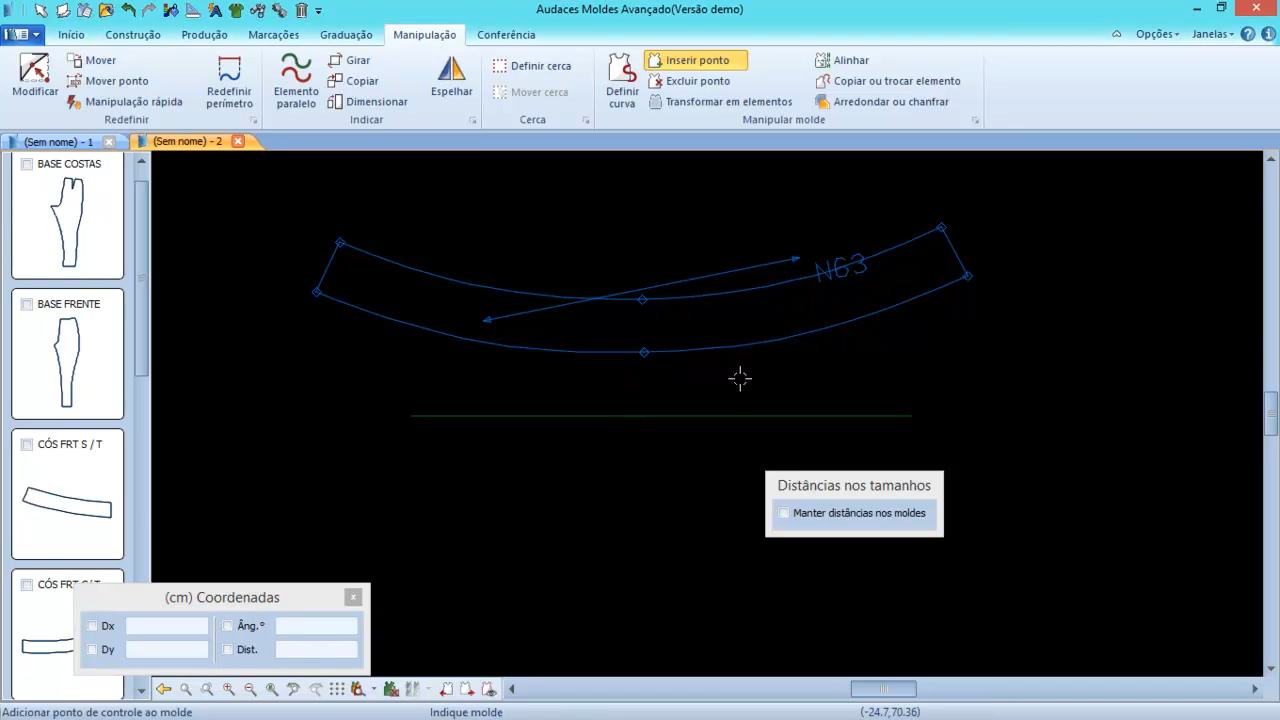 Audaces Moldes Avançado(Versão demo)
Início Construção Produção Marcações Graduação Manipulação Conferência Opções Janelas
Modificar
Mover
Mover ponto
Manipulação rápida
Redefinir perímetro
Redefinir
Elemento paralelo
Girar
Copiar
Dimensionar
Espelhar
Indicar
Definir cerca
Mover cerca
Cerca
Definir curva
Inserir ponto
Excluir ponto
Transformar em elementos
Alinhar
Copiar ou trocar elemento
Arredondar ou chanfrar
Manipular molde
(Sem nome) - 1
(Sem nome) - 2
BASE COSTAS
BASE FRENTE
CÓS FRT S / T
N63
Distâncias nos tamanhos
Manter distâncias nos moldes
(cm) Coordenadas
Dx
Âng.º
Dy
Dist.
Adicionar ponto de controle ao molde
Indique molde
(-24.7,70.36)